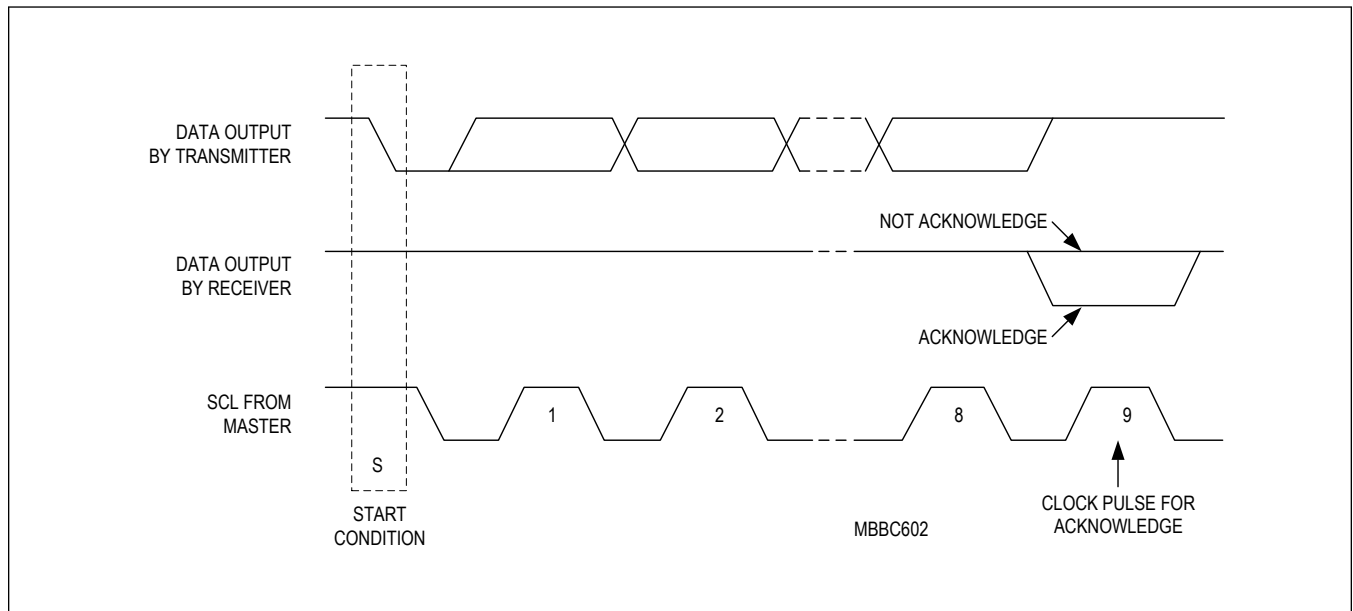 DATA OUTPUT
BY TRANSMITTER
NOT ACKNOWLEDGE
DATA OUTPUT
BY RECEIVER
ACKNOWLEDGE
SCL FROM
MASTER
1
2
8
9
S
START
CONDITION
MBBC602
CLOCK PULSE FOR
ACKNOWLEDGE